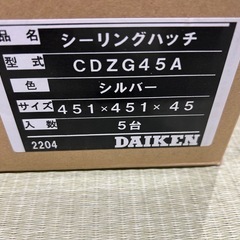 品名 シーリングハッチ
型式 CDZG45A
色 シルバー
サイズ 451×451×45
入数 5台
2204 DAIKEN